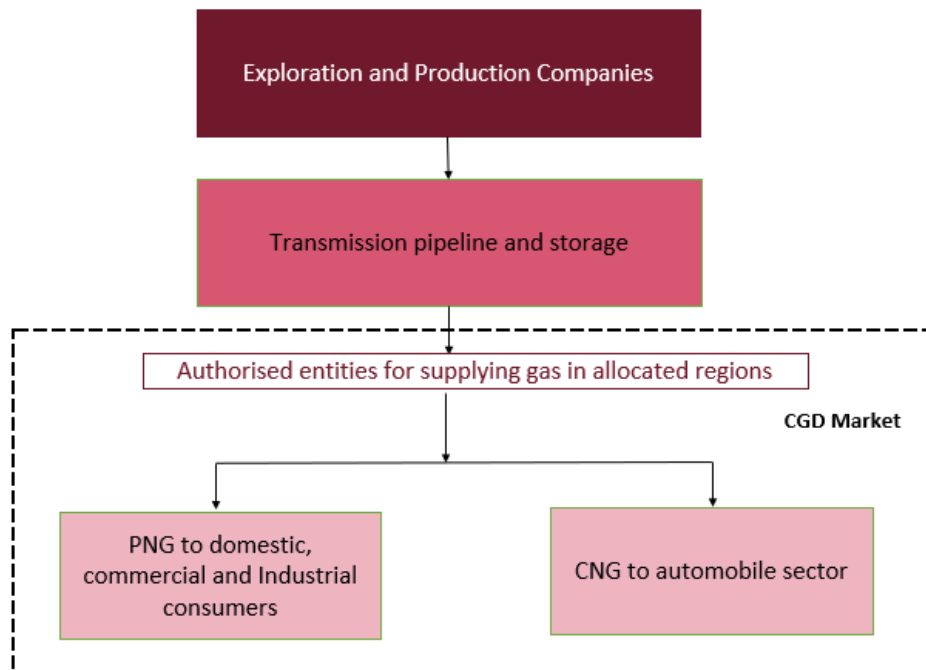 Exploration and Production Companies
Transmission pipeline and storage
Authorised entities for supplying gas in allocated regions
CGD Market
PNG to domestic,
commercial and Industrial
consumers
CNG to automobile sector